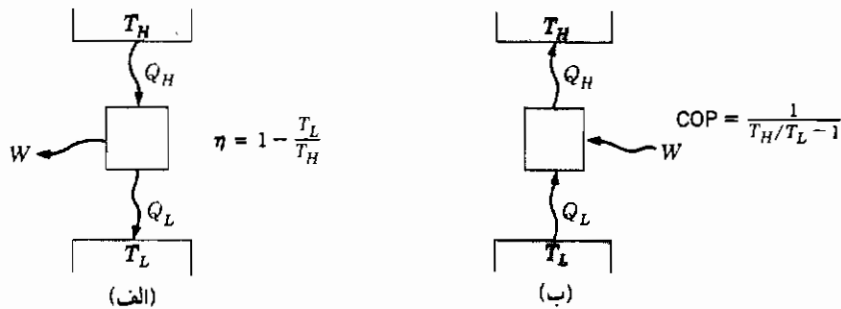 T_H
Q_H
W
η = 1 − T_L/T_H
Q_L
T_L
(الف)
T_H
Q_H
COP = 1/(T_H/T_L − 1)
W
Q_L
T_L
(ب)